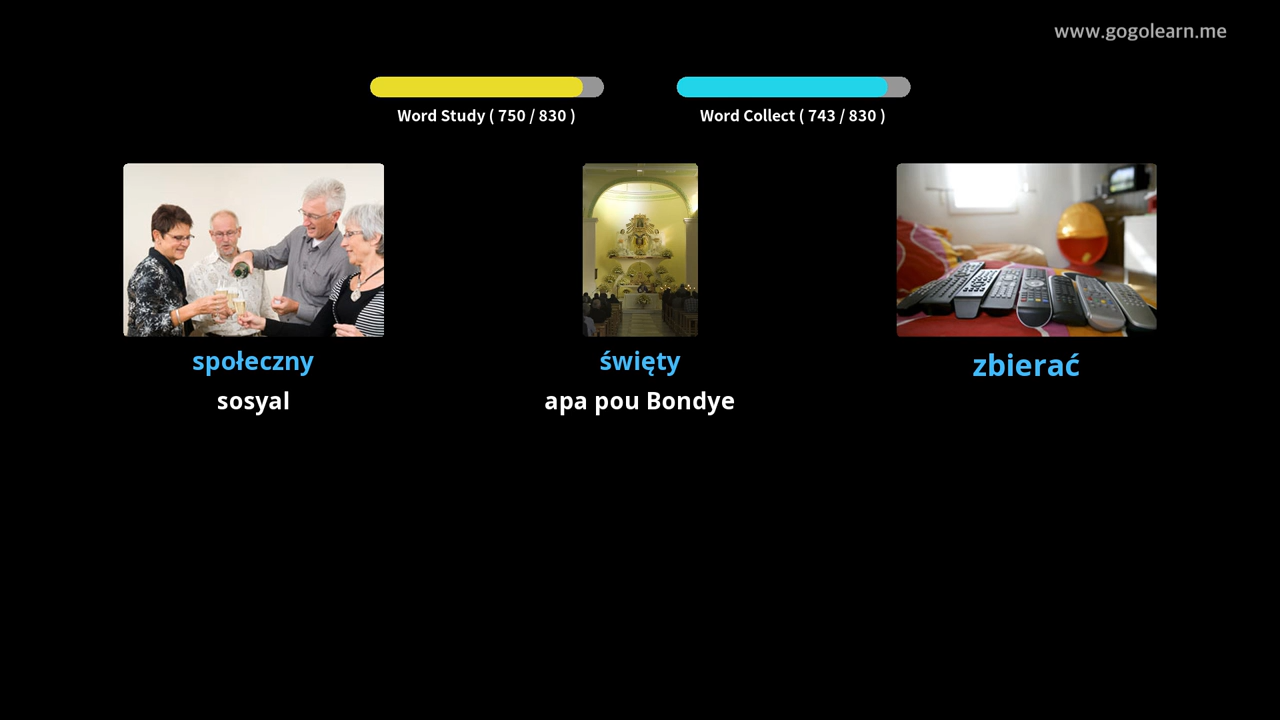 www.gogolearn.me
Word Study ( 750 / 830 )
Word Collect ( 743 / 830 )
społeczny
święty
zbierać
sosyal
apa pou Bondye